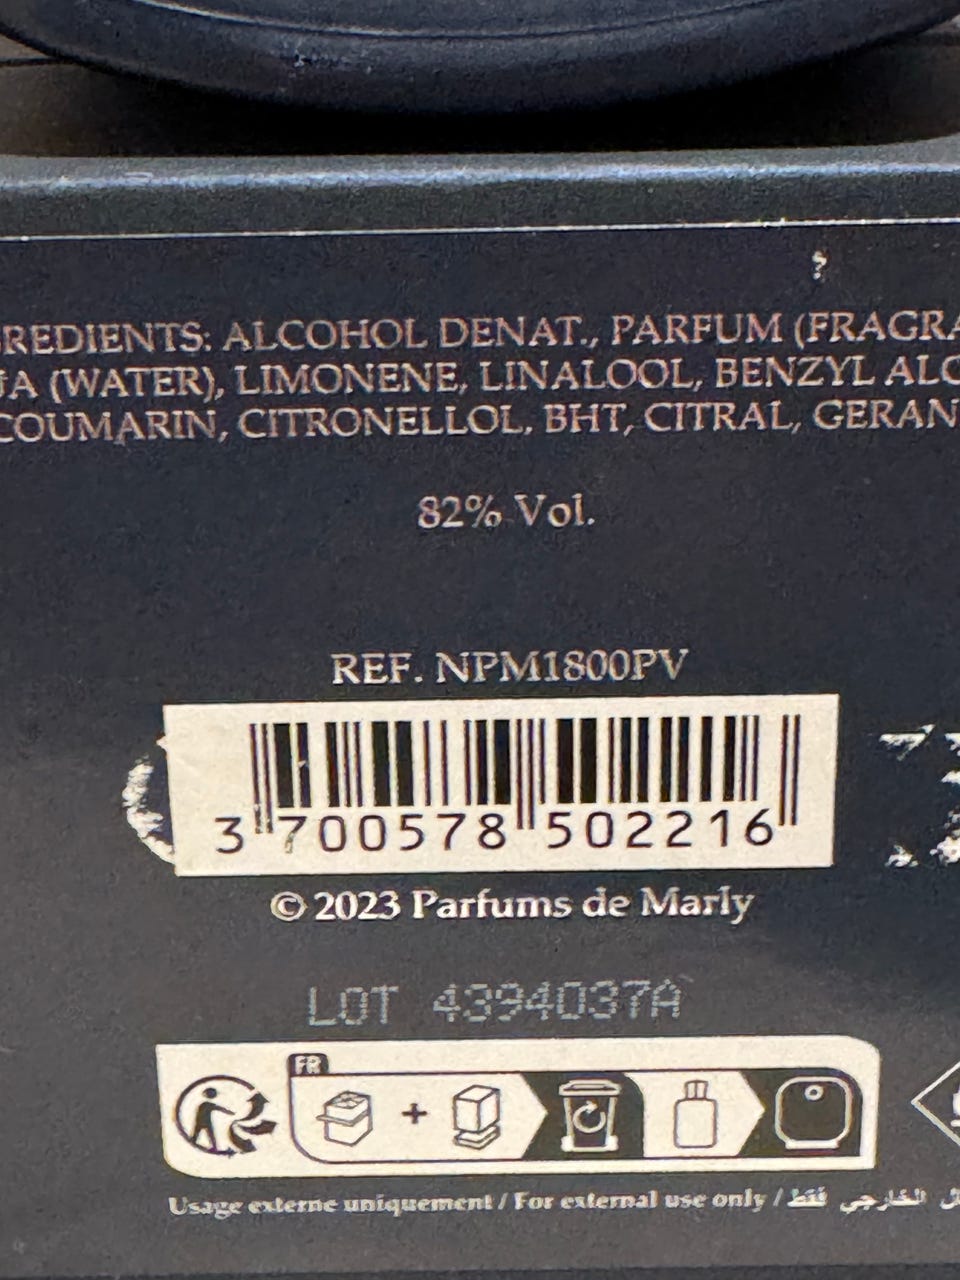 REDIENTS: ALCOHOL DENAT., PARFUM (FRAGRA
(WATER), LIMONENE, LINALOOL, BENZYL ALC
COUMARIN, CITRONELLOL, BHT, CITRAL, GERAN
82% Vol.
REF. NPM1800PV
3 700578 502216
© 2023 Parfums de Marly
LOT 4394037A
FR
+
Usage externe uniquement / For external use only / الخارجي فقط